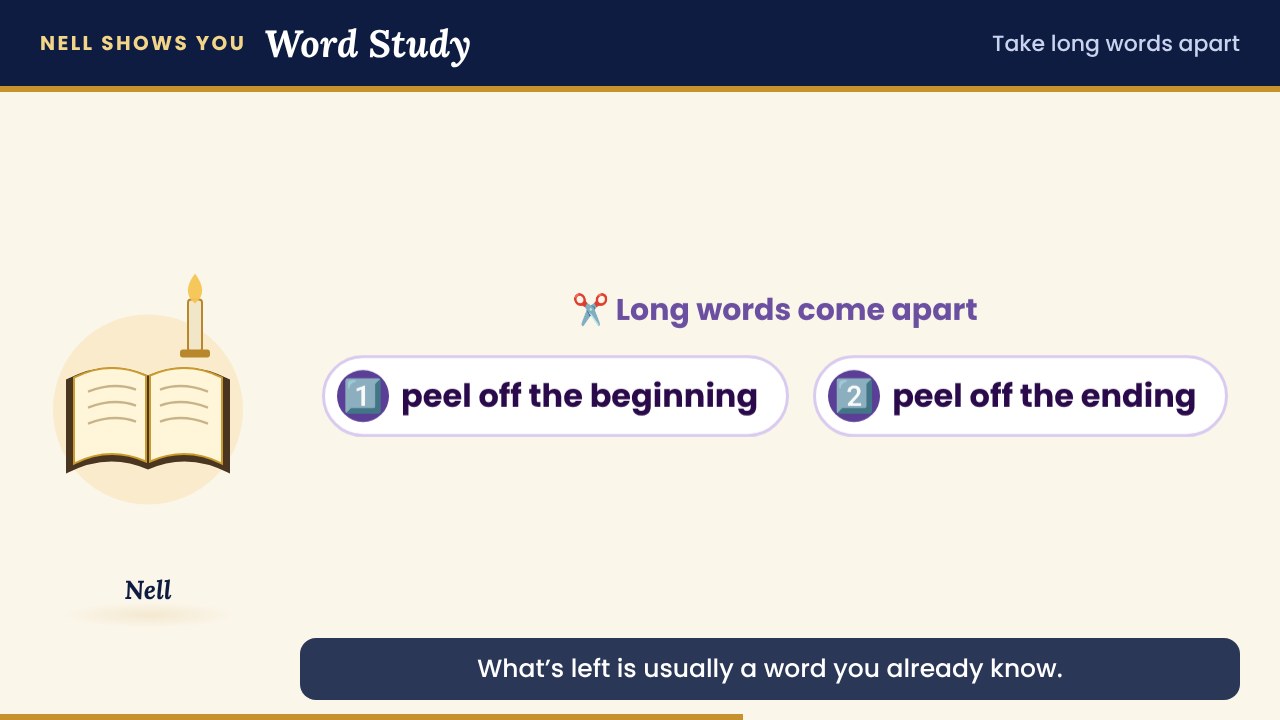 NELL SHOWS YOU Word Study
Take long words apart
✂️ Long words come apart
1️⃣ peel off the beginning
2️⃣ peel off the ending
Nell
What’s left is usually a word you already know.